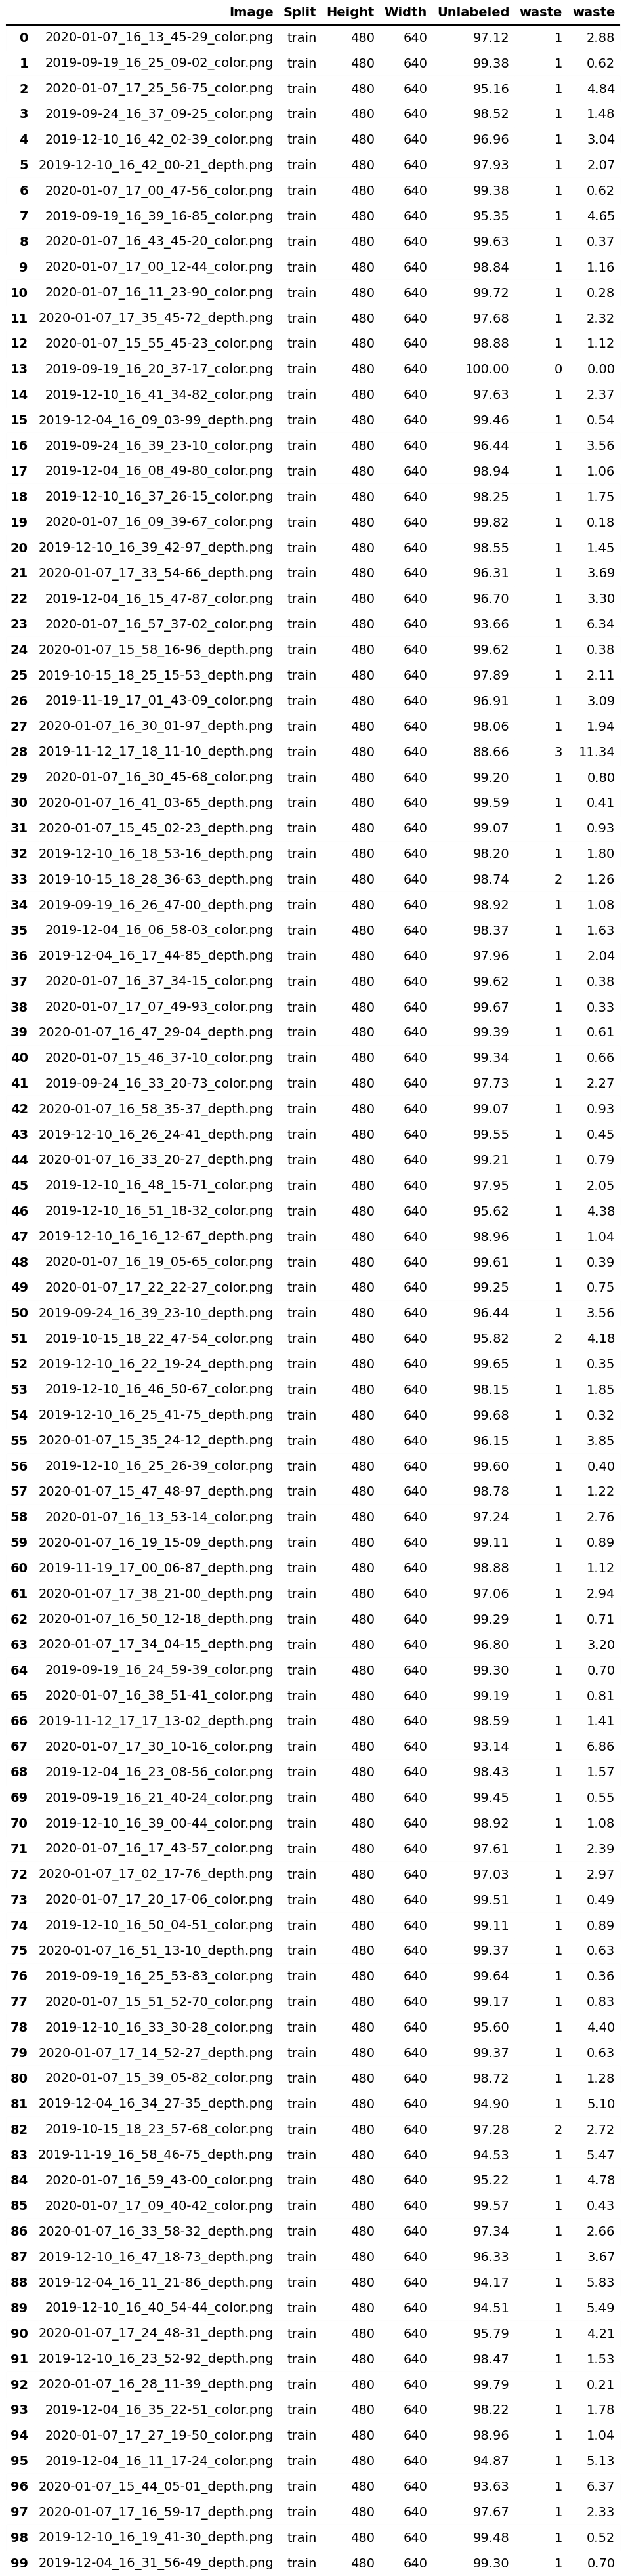 Image Split Height Width Unlabeled waste waste
0 2020-01-07_16_13_45-29_color.png train 480 640 97.12 1 2.88
1 2019-09-19_16_25_09-02_color.png train 480 640 99.38 1 0.62
2 2020-01-07_17_25_56-75_color.png train 480 640 95.16 1 4.84
3 2019-09-24_16_37_09-25_color.png train 480 640 98.52 1 1.48
4 2019-12-10_16_42_02-39_color.png train 480 640 96.96 1 3.04
5 2019-12-10_16_42_00-21_depth.png train 480 640 97.93 1 2.07
6 2020-01-07_17_00_47-56_color.png train 480 640 99.38 1 0.62
7 2019-09-19_16_39_16-85_color.png train 480 640 95.35 1 4.65
8 2020-01-07_16_43_45-20_color.png train 480 640 99.63 1 0.37
9 2020-01-07_17_00_12-44_color.png train 480 640 98.84 1 1.16
10 2020-01-07_16_11_23-90_color.png train 480 640 99.72 1 0.28
11 2020-01-07_17_35_45-72_depth.png train 480 640 97.68 1 2.32
12 2020-01-07_15_55_45-23_color.png train 480 640 98.88 1 1.12
13 2019-09-19_16_20_37-17_color.png train 480 640 100.00 0 0.00
14 2019-12-10_16_41_34-82_color.png train 480 640 97.63 1 2.37
15 2019-12-04_16_09_03-99_depth.png train 480 640 99.46 1 0.54
16 2019-09-24_16_39_23-10_color.png train 480 640 96.44 1 3.56
17 2019-12-04_16_08_49-80_color.png train 480 640 98.94 1 1.06
18 2019-12-10_16_37_26-15_color.png train 480 640 98.25 1 1.75
19 2020-01-07_16_09_39-67_color.png train 480 640 99.82 1 0.18
20 2019-12-10_16_39_42-97_depth.png train 480 640 98.55 1 1.45
21 2020-01-07_17_33_54-66_depth.png train 480 640 96.31 1 3.69
22 2019-12-04_16_15_47-87_color.png train 480 640 96.70 1 3.30
23 2020-01-07_16_57_37-02_color.png train 480 640 93.66 1 6.34
24 2020-01-07_15_58_16-96_depth.png train 480 640 99.62 1 0.38
25 2019-10-15_18_25_15-53_depth.png train 480 640 97.89 1 2.11
26 2019-11-19_17_01_43-09_color.png train 480 640 96.91 1 3.09
27 2020-01-07_16_30_01-97_depth.png train 480 640 98.06 1 1.94
28 2019-11-12_17_18_11-10_depth.png train 480 640 88.66 3 11.34
29 2020-01-07_16_30_45-68_color.png train 480 640 99.20 1 0.80
30 2020-01-07_16_41_03-65_depth.png train 480 640 99.59 1 0.41
31 2020-01-07_15_45_02-23_depth.png train 480 640 99.07 1 0.93
32 2019-12-10_16_18_53-16_depth.png train 480 640 98.20 1 1.80
33 2019-10-15_18_28_36-63_depth.png train 480 640 98.74 2 1.26
34 2019-09-19_16_26_47-00_depth.png train 480 640 98.92 1 1.08
35 2019-12-04_16_06_58-03_color.png train 480 640 98.37 1 1.63
36 2019-12-04_16_17_44-85_depth.png train 480 640 97.96 1 2.04
37 2020-01-07_16_37_34-15_color.png train 480 640 99.62 1 0.38
38 2020-01-07_17_07_49-93_color.png train 480 640 99.67 1 0.33
39 2020-01-07_16_47_29-04_depth.png train 480 640 99.39 1 0.61
40 2020-01-07_15_46_37-10_color.png train 480 640 99.34 1 0.66
41 2019-09-24_16_33_20-73_color.png train 480 640 97.73 1 2.27
42 2020-01-07_16_58_35-37_depth.png train 480 640 99.07 1 0.93
43 2019-12-10_16_26_24-41_depth.png train 480 640 99.55 1 0.45
44 2020-01-07_16_33_20-27_depth.png train 480 640 99.21 1 0.79
45 2019-12-10_16_48_15-71_color.png train 480 640 97.95 1 2.05
46 2019-12-10_16_51_18-32_color.png train 480 640 95.62 1 4.38
47 2019-12-10_16_16_12-67_depth.png train 480 640 98.96 1 1.04
48 2020-01-07_16_19_05-65_color.png train 480 640 99.61 1 0.39
49 2020-01-07_17_22_22-27_color.png train 480 640 99.25 1 0.75
50 2019-09-24_16_39_23-10_depth.png train 480 640 96.44 1 3.56
51 2019-10-15_18_22_47-54_color.png train 480 640 95.82 2 4.18
52 2019-12-10_16_22_19-24_depth.png train 480 640 99.65 1 0.35
53 2019-12-10_16_46_50-67_color.png train 480 640 98.15 1 1.85
54 2019-12-10_16_25_41-75_depth.png train 480 640 99.68 1 0.32
55 2020-01-07_15_35_24-12_depth.png train 480 640 96.15 1 3.85
56 2019-12-10_16_25_26-39_color.png train 480 640 99.60 1 0.40
57 2020-01-07_15_47_48-97_depth.png train 480 640 98.78 1 1.22
58 2020-01-07_16_13_53-14_color.png train 480 640 97.24 1 2.76
59 2020-01-07_16_19_15-09_depth.png train 480 640 99.11 1 0.89
60 2019-11-19_17_00_06-87_depth.png train 480 640 98.88 1 1.12
61 2020-01-07_17_38_21-00_depth.png train 480 640 97.06 1 2.94
62 2020-01-07_16_50_12-18_depth.png train 480 640 99.29 1 0.71
63 2020-01-07_17_34_04-15_depth.png train 480 640 96.80 1 3.20
64 2019-09-19_16_24_59-39_color.png train 480 640 99.30 1 0.70
65 2020-01-07_16_38_51-41_color.png train 480 640 99.19 1 0.81
66 2019-11-12_17_17_13-02_depth.png train 480 640 98.59 1 1.41
67 2020-01-07_17_30_10-16_color.png train 480 640 93.14 1 6.86
68 2019-12-04_16_23_08-56_color.png train 480 640 98.43 1 1.57
69 2019-09-19_16_21_40-24_color.png train 480 640 99.45 1 0.55
70 2019-12-10_16_39_00-44_color.png train 480 640 98.92 1 1.08
71 2020-01-07_16_17_43-57_color.png train 480 640 97.61 1 2.39
72 2020-01-07_17_02_17-76_depth.png train 480 640 97.03 1 2.97
73 2020-01-07_17_20_17-06_color.png train 480 640 99.51 1 0.49
74 2019-12-10_16_50_04-51_color.png train 480 640 99.11 1 0.89
75 2020-01-07_16_51_13-10_depth.png train 480 640 99.37 1 0.63
76 2019-09-19_16_25_53-83_color.png train 480 640 99.64 1 0.36
77 2020-01-07_15_51_52-70_color.png train 480 640 99.17 1 0.83
78 2019-12-10_16_33_30-28_color.png train 480 640 95.60 1 4.40
79 2020-01-07_17_14_52-27_depth.png train 480 640 99.37 1 0.63
80 2020-01-07_15_39_05-82_color.png train 480 640 98.72 1 1.28
81 2019-12-04_16_34_27-35_depth.png train 480 640 94.90 1 5.10
82 2019-10-15_18_23_57-68_color.png train 480 640 97.28 2 2.72
83 2019-11-19_16_58_46-75_depth.png train 480 640 94.53 1 5.47
84 2020-01-07_16_59_43-00_color.png train 480 640 95.22 1 4.78
85 2020-01-07_17_09_40-42_color.png train 480 640 99.57 1 0.43
86 2020-01-07_16_33_58-32_depth.png train 480 640 97.34 1 2.66
87 2019-12-10_16_47_18-73_depth.png train 480 640 96.33 1 3.67
88 2019-12-04_16_11_21-86_depth.png train 480 640 94.17 1 5.83
89 2019-12-10_16_40_54-44_color.png train 480 640 94.51 1 5.49
90 2020-01-07_17_24_48-31_depth.png train 480 640 95.79 1 4.21
91 2019-12-10_16_23_52-92_depth.png train 480 640 98.47 1 1.53
92 2020-01-07_16_28_11-39_depth.png train 480 640 99.79 1 0.21
93 2019-12-04_16_35_22-51_color.png train 480 640 98.22 1 1.78
94 2020-01-07_17_27_19-50_color.png train 480 640 98.96 1 1.04
95 2019-12-04_16_11_17-24_color.png train 480 640 94.87 1 5.13
96 2020-01-07_15_44_05-01_depth.png train 480 640 93.63 1 6.37
97 2020-01-07_17_16_59-17_depth.png train 480 640 97.67 1 2.33
98 2019-12-10_16_19_41-30_depth.png train 480 640 99.48 1 0.52
99 2019-12-04_16_31_56-49_depth.png train 480 640 99.30 1 0.70